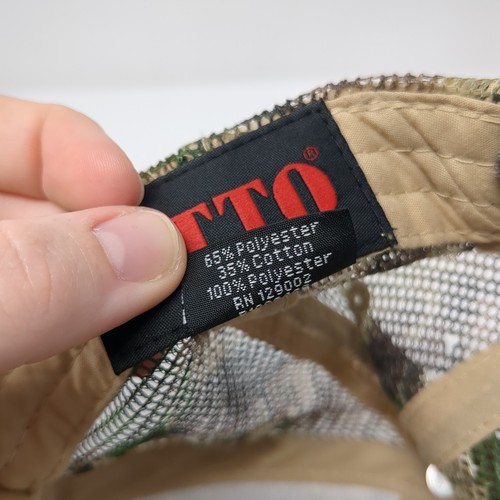 TTO®
65% Polyester
35% Cotton
100% Polyester
RN 129002